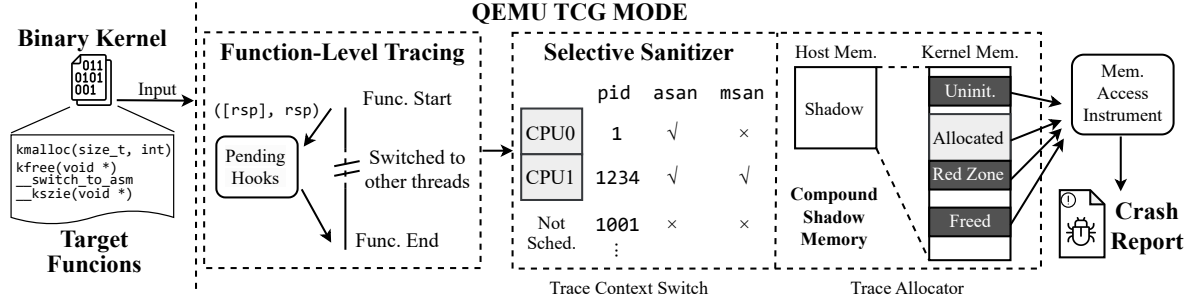 QEMU TCG MODE
Binary Kernel
011
0101
001
Input
kmalloc(size_t, int)
kfree(void *)
__switch_to_asm
__kszie(void *)
Target
Funcions
Function-Level Tracing
([rsp], rsp)
Func. Start
Pending
Hooks
Switched to
other threads
Func. End
Selective Sanitizer
pid asan msan
CPU0 1 √ ×
CPU1 1234 √ √
Not
Sched.
1001 × ×
⋮
Trace Context Switch
Host Mem.
Kernel Mem.
Shadow
Uninit.
Allocated
Red Zone
Freed
Compound
Shadow
Memory
Trace Allocator
Mem.
Access
Instrument
Crash
Report